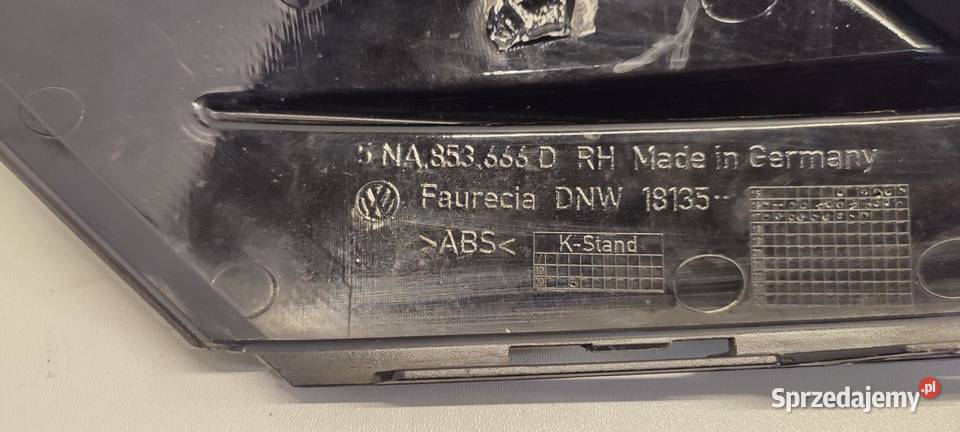 5 NA.853.666 D RH Made in Germany
Faurecia DNW 18135
>ABS<
K-Stand
Sprzedajemy.pl